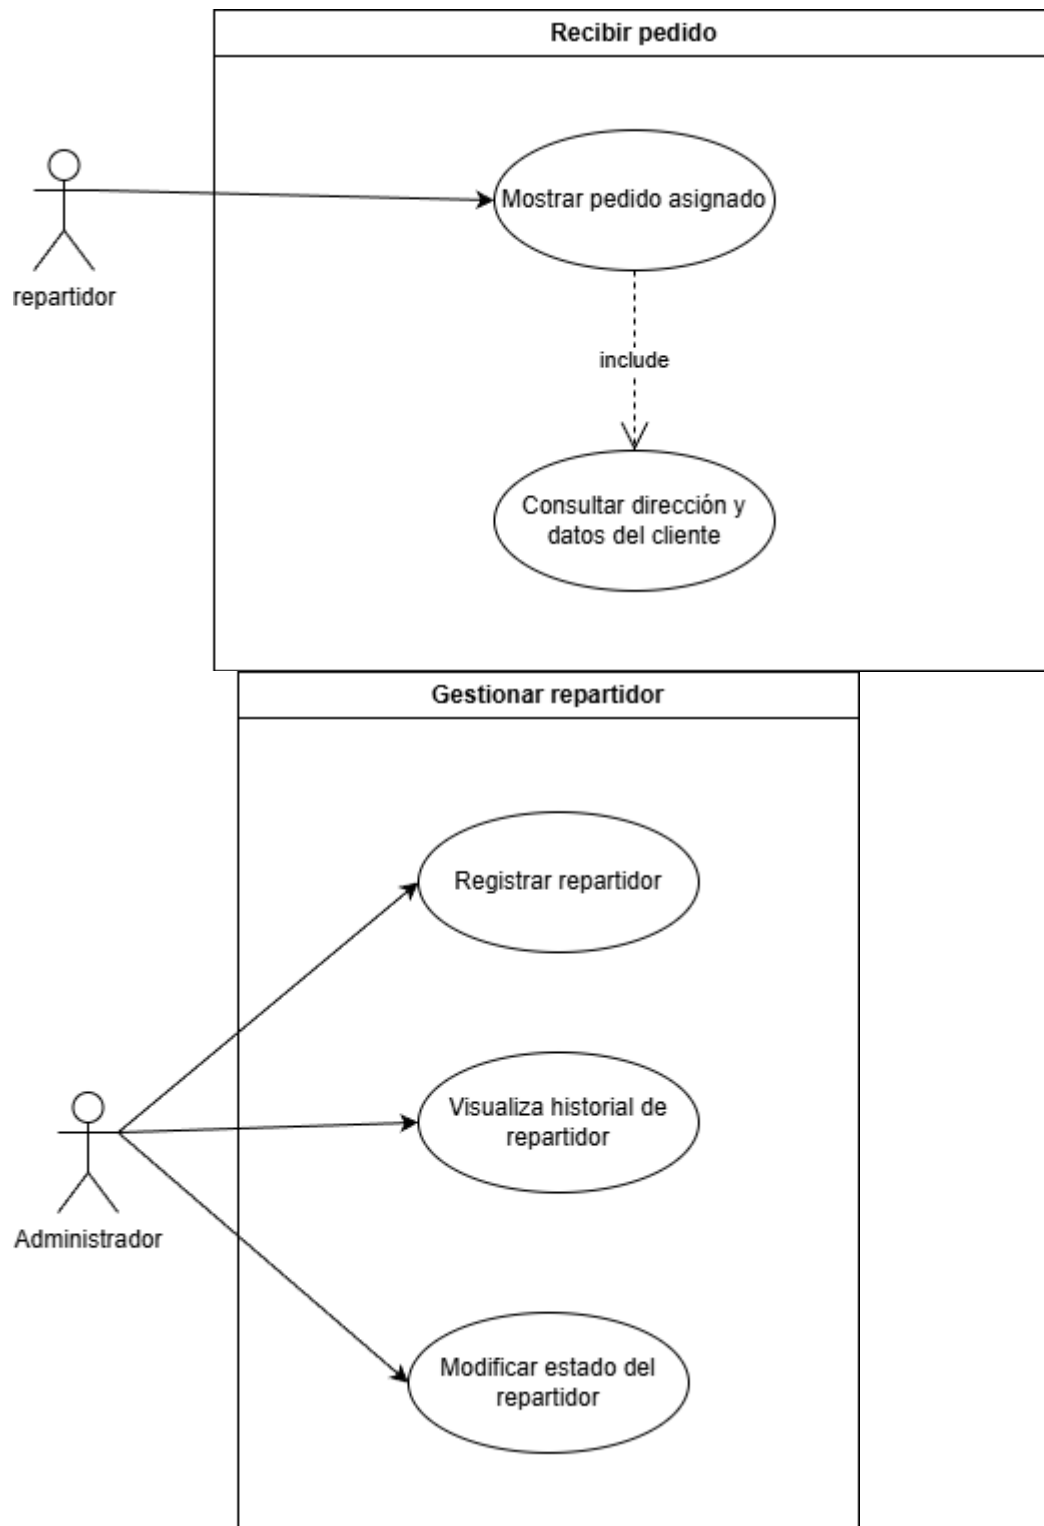 Recibir pedido
Mostrar pedido asignado
repartidor
include
Consultar dirección y
datos del cliente
Gestionar repartidor
Registrar repartidor
Visualiza historial de
repartidor
Administrador
Modificar estado del
repartidor